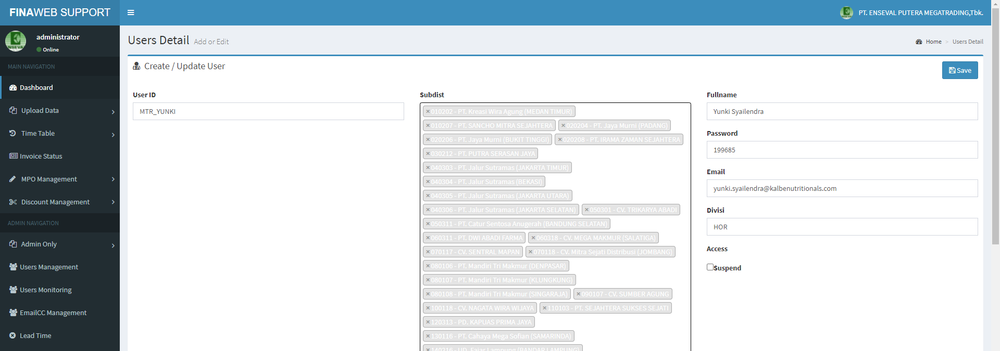 FINAWEB SUPPORT
PT. ENSEVAL PUTERA MEGATRADING,Tbk.
administrator
Online
MAIN NAVIGATION
Dashboard
Upload Data
Time Table
Invoice Status
MPO Management
Discount Management
ADMIN NAVIGATION
Admin Only
Users Management
Users Monitoring
EmailCC Management
Lead Time
Users Detail Add or Edit
Home > Users Detail
Create / Update User
Save
User ID
MTR_YUNKI
Subdist
×010202 - PT. Kreasi Wira Agung (MEDAN TIMUR)
×010207 - PT. SANCHO MITRA SEJAHTERA ×020204 - PT. Jaya Murni (PADANG)
×020206 - PT. Jaya Murni (BUKIT TINGGI) ×020208 - PT. IRAMA ZAMAN SEJAHTERA
×030212 - PT. PUTRA SERASAN JAYA
×040303 - PT. Jalur Sutramas (JAKARTA TIMUR)
×040304 - PT. Jalur Sutramas (BEKASI)
×040305 - PT. Jalur Sutramas (JAKARTA UTARA)
×040306 - PT. Jalur Sutramas (JAKARTA SELATAN) ×050301 - CV. TRIKARYA ABADI
×050311 - PT. Catur Sentosa Anugerah (BANDUNG SELATAN)
×060311 - PT. DWI ABADI FARMA ×060318 - CV. MEGA MAKMUR (SALATIGA)
×070117 - CV. SENTRAL MAPAN ×070118 - CV. Mitra Sejati Distribusi (JOMBANG)
×080106 - PT. Mandiri Tri Makmur (DENPASAR)
×080107 - PT. Mandiri Tri Makmur (KLUNGKUNG)
×080108 - PT. Mandiri Tri Makmur (SINGARAJA) ×090107 - CV. SUMBER AGUNG
×100118 - CV. NAGATA WIRA WIJAYA ×110103 - PT. SEJAHTERA SUKSES SEJATI
×120313 - PD. KAPUAS PRIMA JAYA
×130116 - PT. Cahaya Mega Sofian (SAMARINDA)
×140216 - UD. Fajar Lampung (BANDAR LAMPUNG)
Fullname
Yunki Syailendra
Password
199685
Email
yunki.syailendra@kalbenutritionals.com
Divisi
HOR
Access
Suspend